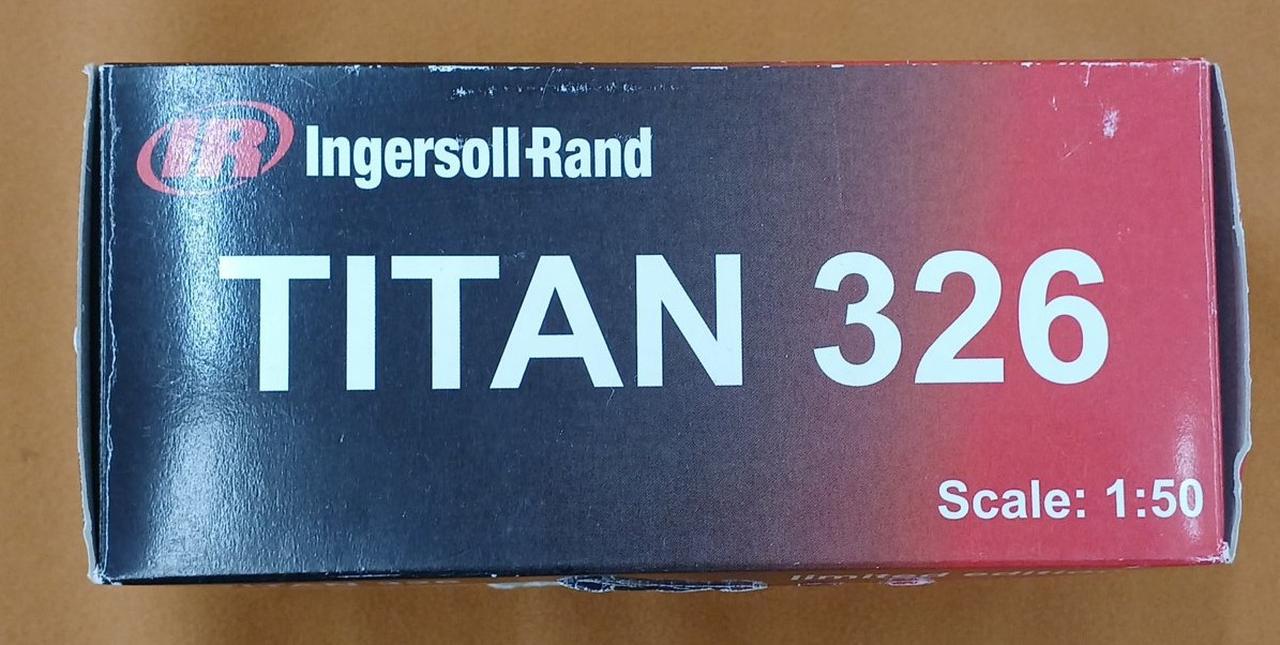 IR Ingersoll-Rand
TITAN 326
Scale: 1:50